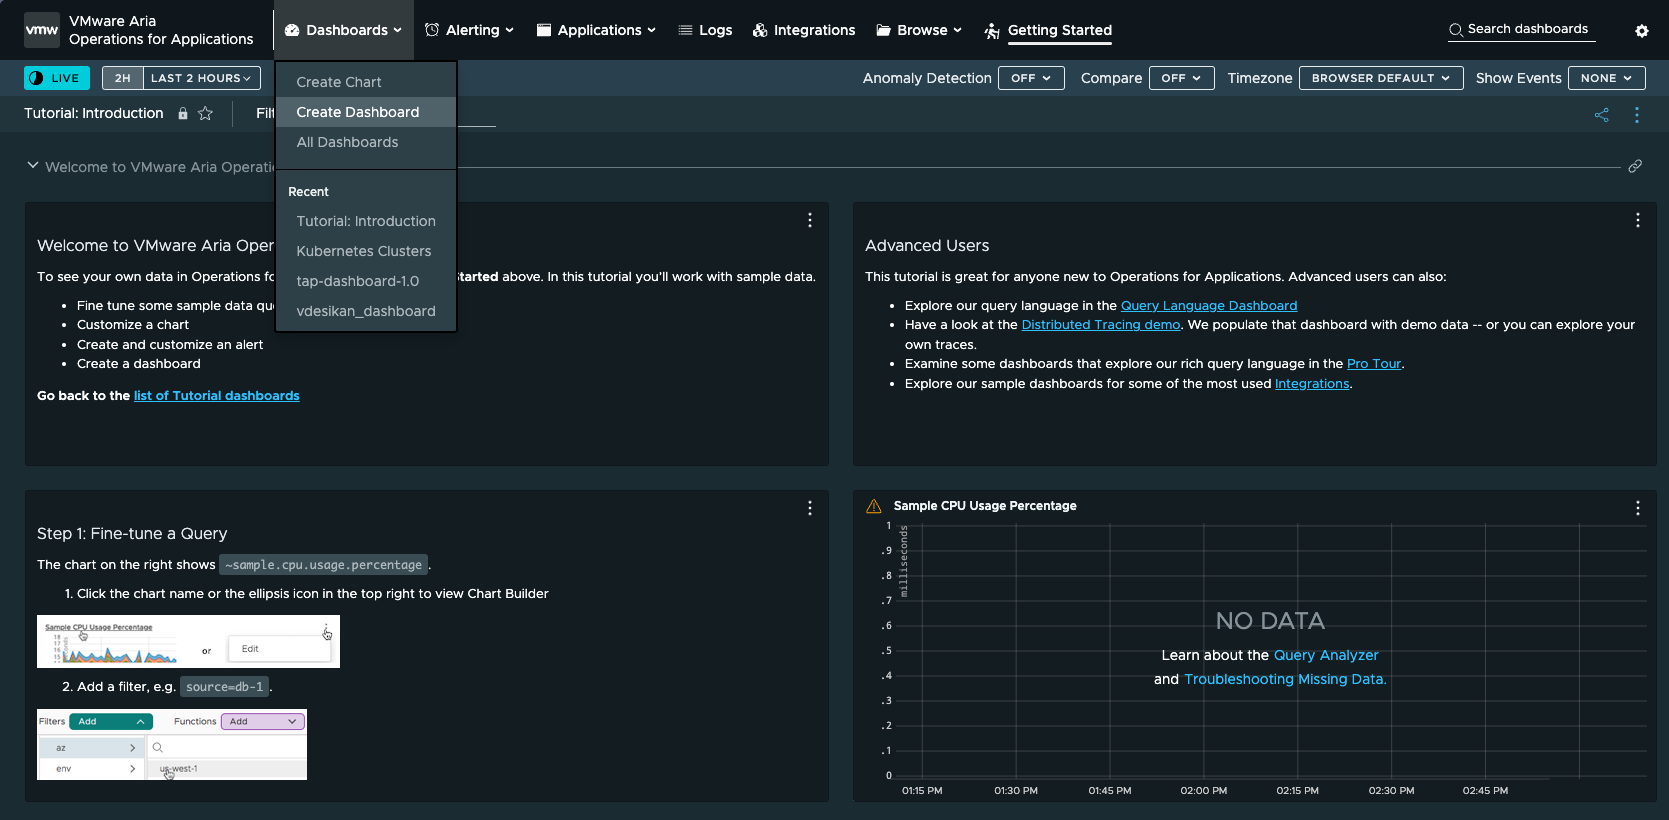 vmw
VMware Aria
Operations for Applications
Dashboards
Alerting
Applications
Logs
Integrations
Browse
Getting Started
Search dashboards
LIVE
2H
LAST 2 HOURS
Anomaly Detection
OFF
Compare
OFF
Timezone
BROWSER DEFAULT
Show Events
NONE
Tutorial: Introduction
Create Chart
Create Dashboard
All Dashboards
Recent
Tutorial: Introduction
Kubernetes Clusters
tap-dashboard-1.0
vdesikan_dashboard
Welcome to VMware Aria
Welcome to VMware Aria
To see your own data in Operations
Started above. In this tutorial you'll work with sample data.
• Fine tune some sample data
• Customize a chart
• Create and customize an alert
• Create a dashboard
Go back to the list of Tutorial dashboards
Advanced Users
This tutorial is great for anyone new to Operations for Applications. Advanced users can also:
• Explore our query language in the Query Language Dashboard
• Have a look at the Distributed Tracing demo. We populate that dashboard with demo data -- or you can explore your
own traces.
• Examine some dashboards that explore our rich query language in the Pro Tour.
• Explore our sample dashboards for some of the most used Integrations.
Step 1: Fine-tune a Query
The chart on the right shows ~sample.cpu.usage.percentage.
1. Click the chart name or the ellipsis icon in the top right to view Chart Builder
Sample CPU Usage Percentage
18
17
16
15
or
Edit
2. Add a filter, e.g. source=db-1.
Filters
Add
Functions
Add
az
env
us-west-1
Sample CPU Usage Percentage
milliseconds
1
.9
.8
.7
.6
.5
.4
.3
.2
.1
0
NO DATA
Learn about the Query Analyzer
and Troubleshooting Missing Data.
01:15 PM
01:30 PM
01:45 PM
02:00 PM
02:15 PM
02:30 PM
02:45 PM